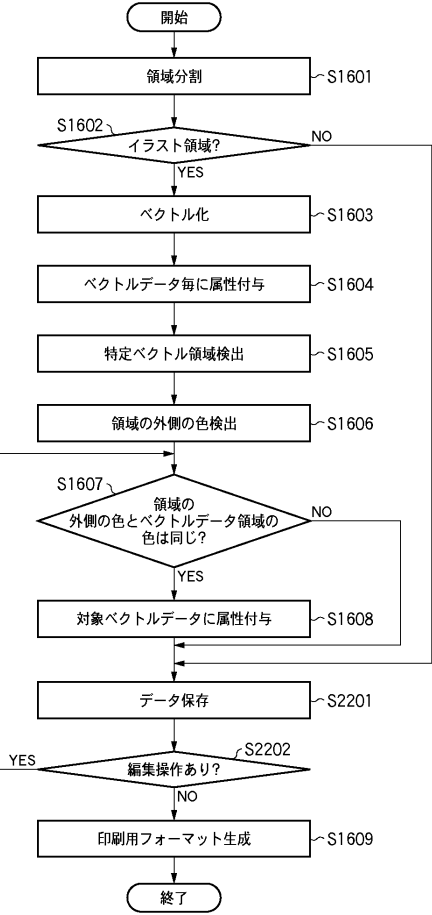 開始
領域分割
S1601
S1602
イラスト領域?
NO
YES
ベクトル化
S1603
ベクトルデータ毎に属性付与
S1604
特定ベクトル領域検出
S1605
領域の外側の色検出
S1606
S1607
領域の
外側の色とベクトルデータ領域の
色は同じ?
NO
YES
対象ベクトルデータに属性付与
S1608
データ保存
S2201
S2202
YES
編集操作あり?
NO
印刷用フォーマット生成
S1609
終了